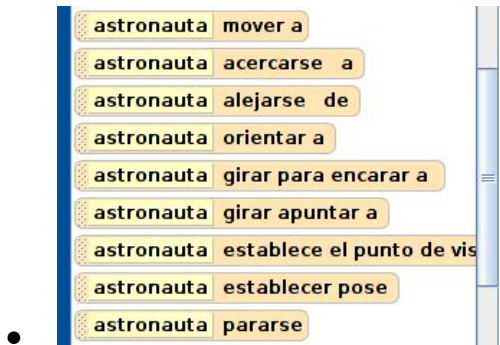 astronauta mover a
astronauta acercarse a
astronauta alejarse de
astronauta orientar a
astronauta girar para encarar a
astronauta girar apuntar a
astronauta establece el punto de vis
astronauta establecer pose
astronauta pararse